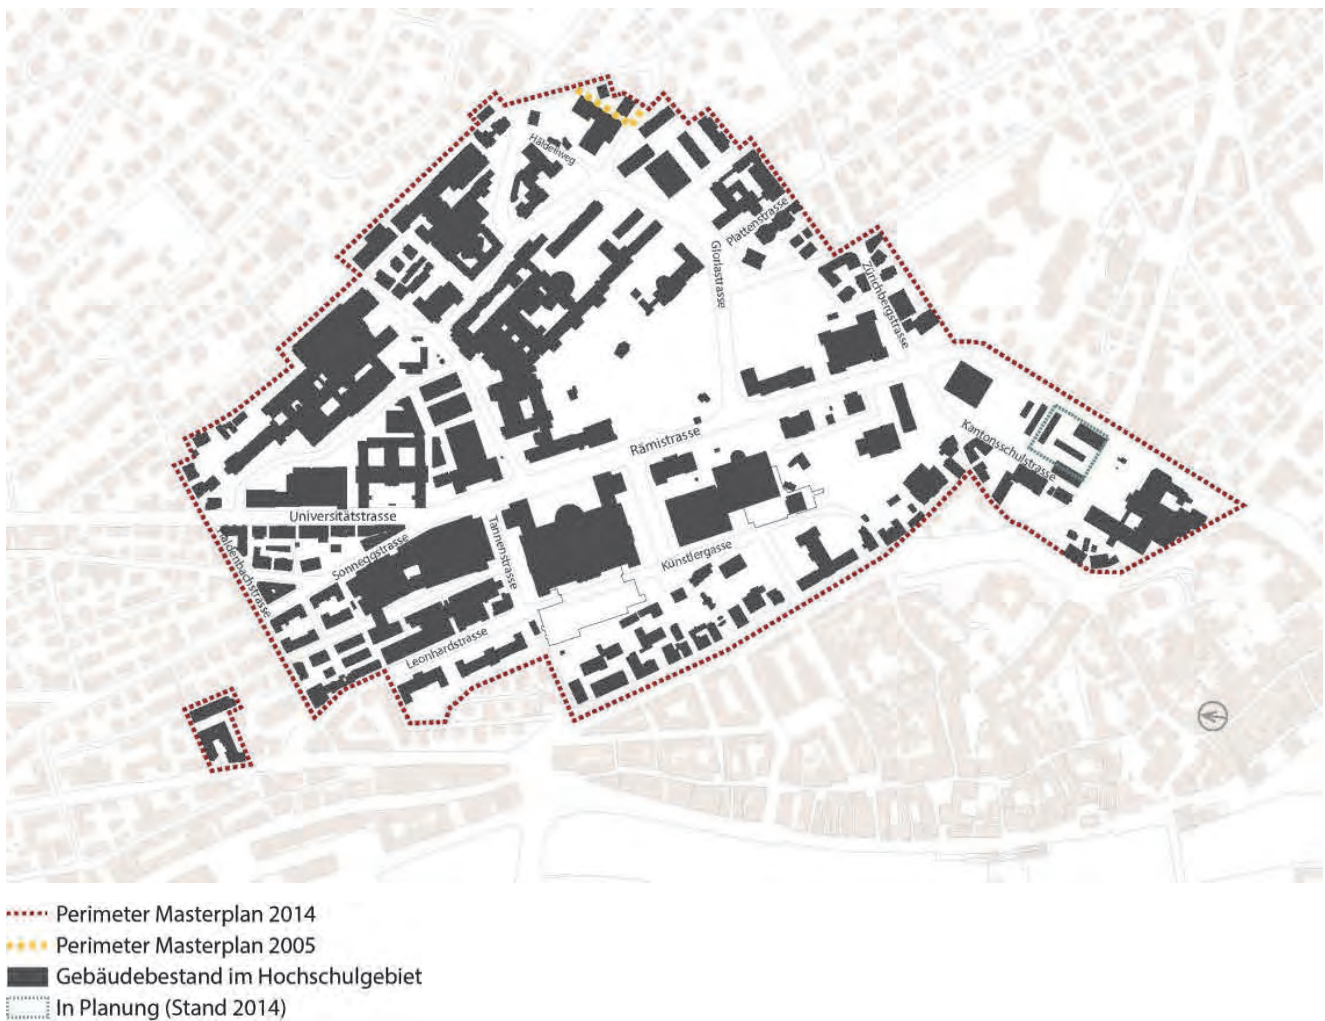 Häldeliweg
Plattenstrasse
Gloriastrasse
Zürichbergstrasse
Rämistrasse
Kantonsschulstrasse
Universitätstrasse
Tannenstrasse
Sonneggstrasse
Künstlergasse
Haldenbachstrasse
Leonhardstrasse
Perimeter Masterplan 2014
Perimeter Masterplan 2005
Gebäudebestand im Hochschulgebiet
In Planung (Stand 2014)